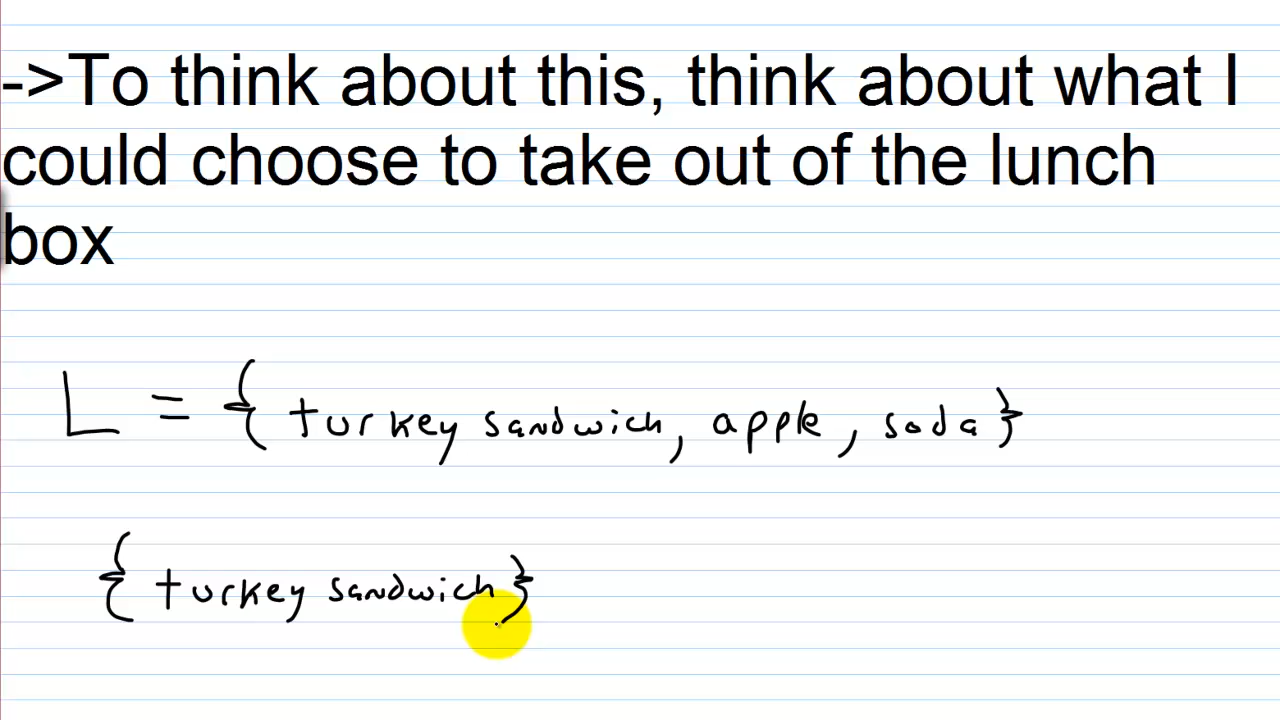 ->To think about this, think about what I
could choose to take out of the lunch
box
L = { turkey sandwich, apple, soda }
{ turkey sandwich }